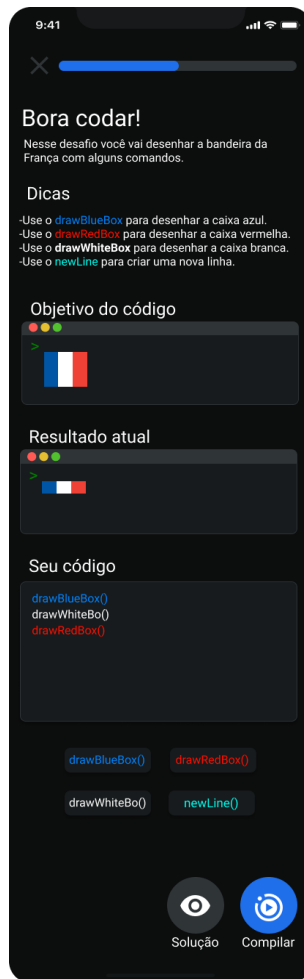 9:41
Bora codar!
Nesse desafio você vai desenhar a bandeira da
França com alguns comandos.
Dicas
-Use o drawBlueBox para desenhar a caixa azul.
-Use o drawRedBox para desenhar a caixa vermelha.
-Use o drawWhiteBox para desenhar a caixa branca.
-Use o newLine para criar uma nova linha.
Objetivo do código
>
Resultado atual
>
Seu código
drawBlueBox()
drawWhiteBo()
drawRedBox()
drawBlueBox() drawRedBox()
drawWhiteBo() newLine()
Solução Compilar